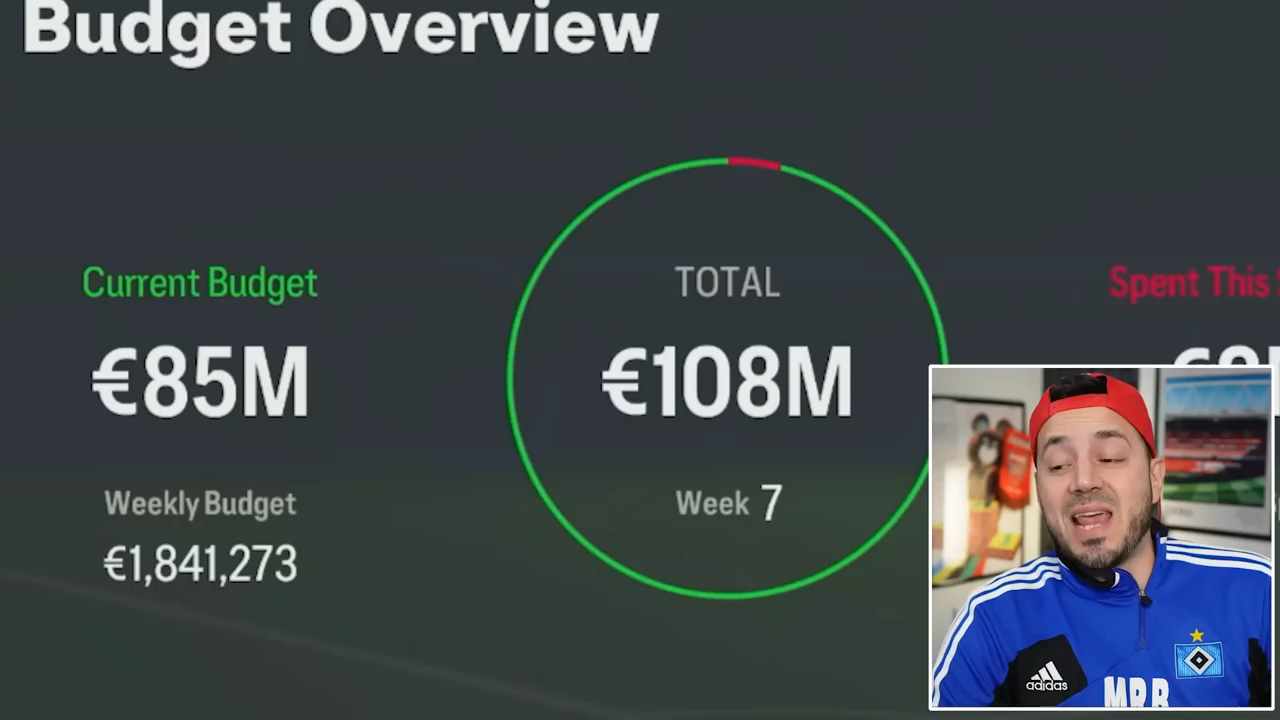 Budget Overview
Current Budget
€85M
Weekly Budget
€1,841,273
TOTAL
€108M
Week 7
Spent This
adidas